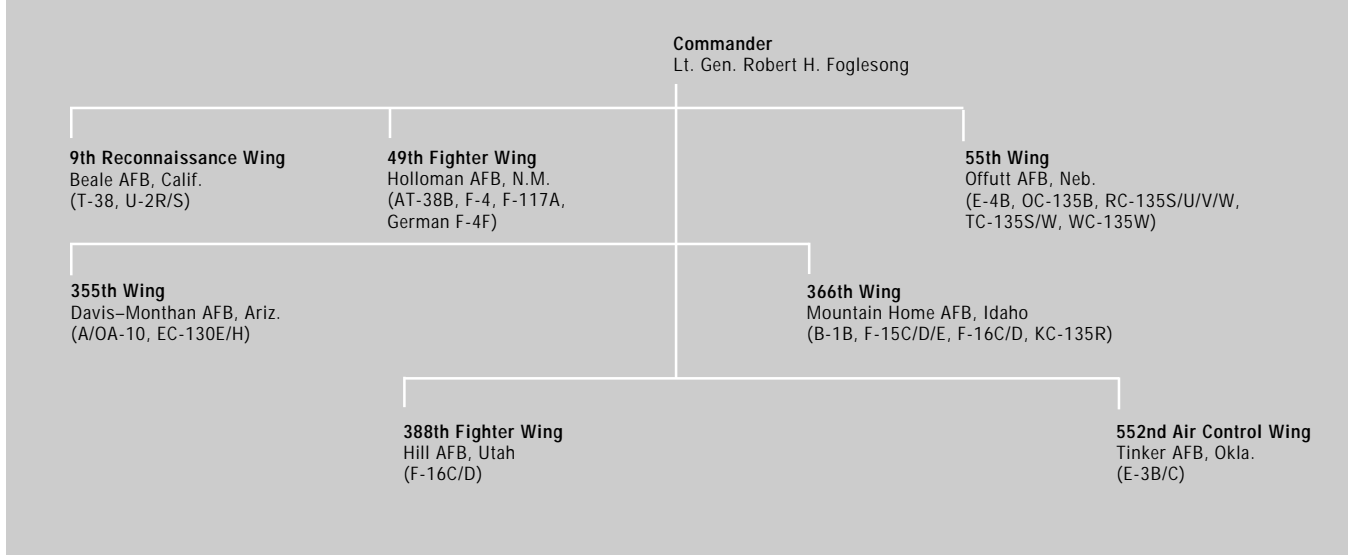 Commander
Lt. Gen. Robert H. Foglesong
9th Reconnaissance Wing
Beale AFB, Calif.
(T-38, U-2R/S)
49th Fighter Wing
Holloman AFB, N.M.
(AT-38B, F-4, F-117A,
German F-4F)
55th Wing
Offutt AFB, Neb.
(E-4B, OC-135B, RC-135S/U/V/W,
TC-135S/W, WC-135W)
355th Wing
Davis–Monthan AFB, Ariz.
(A/OA-10, EC-130E/H)
366th Wing
Mountain Home AFB, Idaho
(B-1B, F-15C/D/E, F-16C/D, KC-135R)
388th Fighter Wing
Hill AFB, Utah
(F-16C/D)
552nd Air Control Wing
Tinker AFB, Okla.
(E-3B/C)